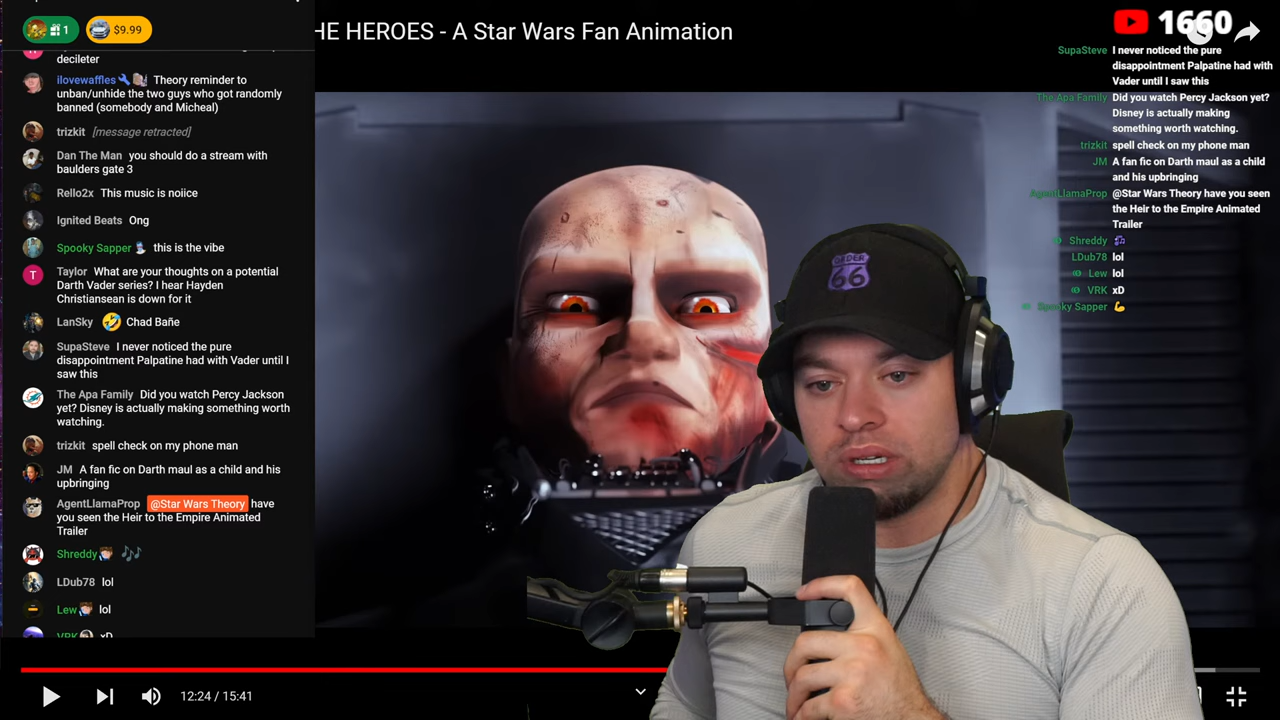 1
$9.99
HE HEROES - A Star Wars Fan Animation
1660
decileter
ilovewaffles Theory reminder to
unban/unhide the two guys who got randomly
banned (somebody and Micheal)
trizkit [message retracted]
Dan The Man you should do a stream with
baulders gate 3
Rello2x This music is noiice
Ignited Beats Ong
Spooky Sapper this is the vibe
T
Taylor What are your thoughts on a potential
Darth Vader series? I hear Hayden
Christiansean is down for it
LanSky 🤣 Chad Bañe
SupaSteve I never noticed the pure
disappointment Palpatine had with Vader until I
saw this
The Apa Family Did you watch Percy Jackson
yet? Disney is actually making something worth
watching.
trizkit spell check on my phone man
JM A fan fic on Darth maul as a child and his
upbringing
AgentLlamaProp @Star Wars Theory have
you seen the Heir to the Empire Animated
Trailer
Shreddy 🎶
LDub78 lol
Lew lol
VRK xD
SupaSteve I never noticed the pure
disappointment Palpatine had with
Vader until I saw this
The Apa Family Did you watch Percy Jackson yet?
Disney is actually making
something worth watching.
trizkit spell check on my phone man
JM A fan fic on Darth maul as a child
and his upbringing
AgentLlamaProp @Star Wars Theory have you seen
the Heir to the Empire Animated
Trailer
Shreddy 🎶
LDub78 lol
Lew lol
VRK xD
Spooky Sapper 💪
ORDER
66
12:24 / 15:41